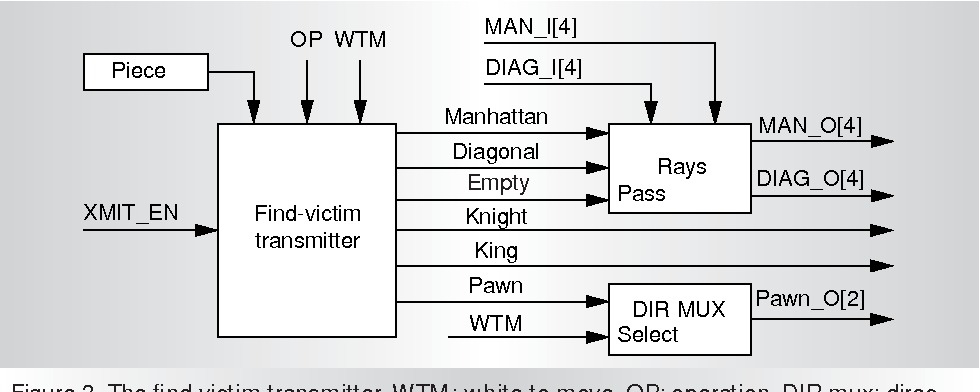 MAN_I[4]
OP WTM
Piece
DIAG_I[4]
Manhattan
MAN_O[4]
Diagonal
Rays
Pass
DIAG_O[4]
Empty
XMIT_EN
Find-victim
transmitter
Knight
King
Pawn
DIR MUX
Select
Pawn_O[2]
WTM
Figure 2. The find victim transmitter. WTM: white to move, OP: operation, DIR mux: direc